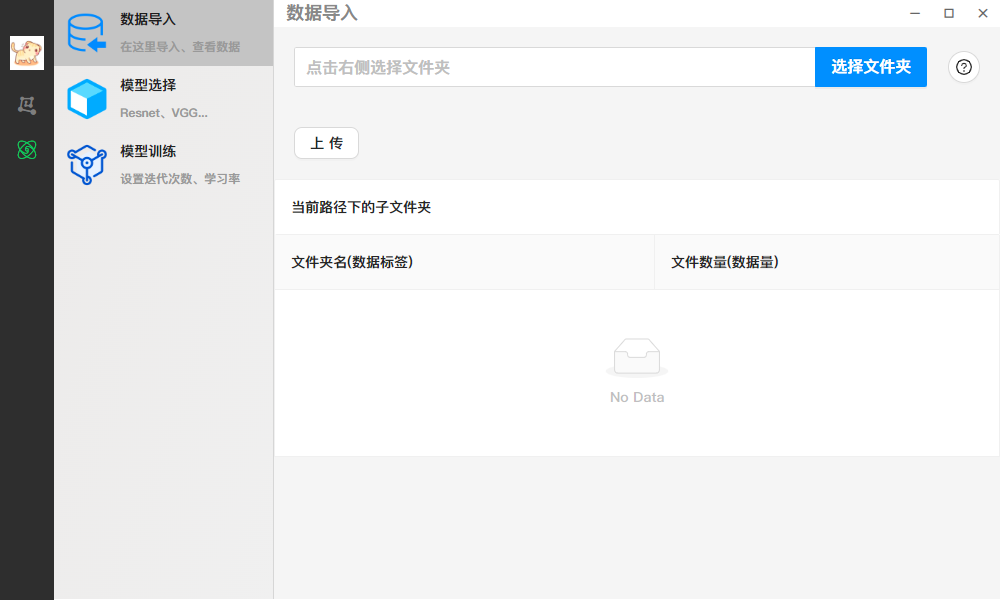 数据导入
在这里导入、查看数据
模型选择
Resnet、VGG...
模型训练
设置迭代次数、学习率
数据导入
点击右侧选择文件夹
选择文件夹
上 传
当前路径下的子文件夹
文件夹名(数据标签)
文件数量(数据量)
No Data